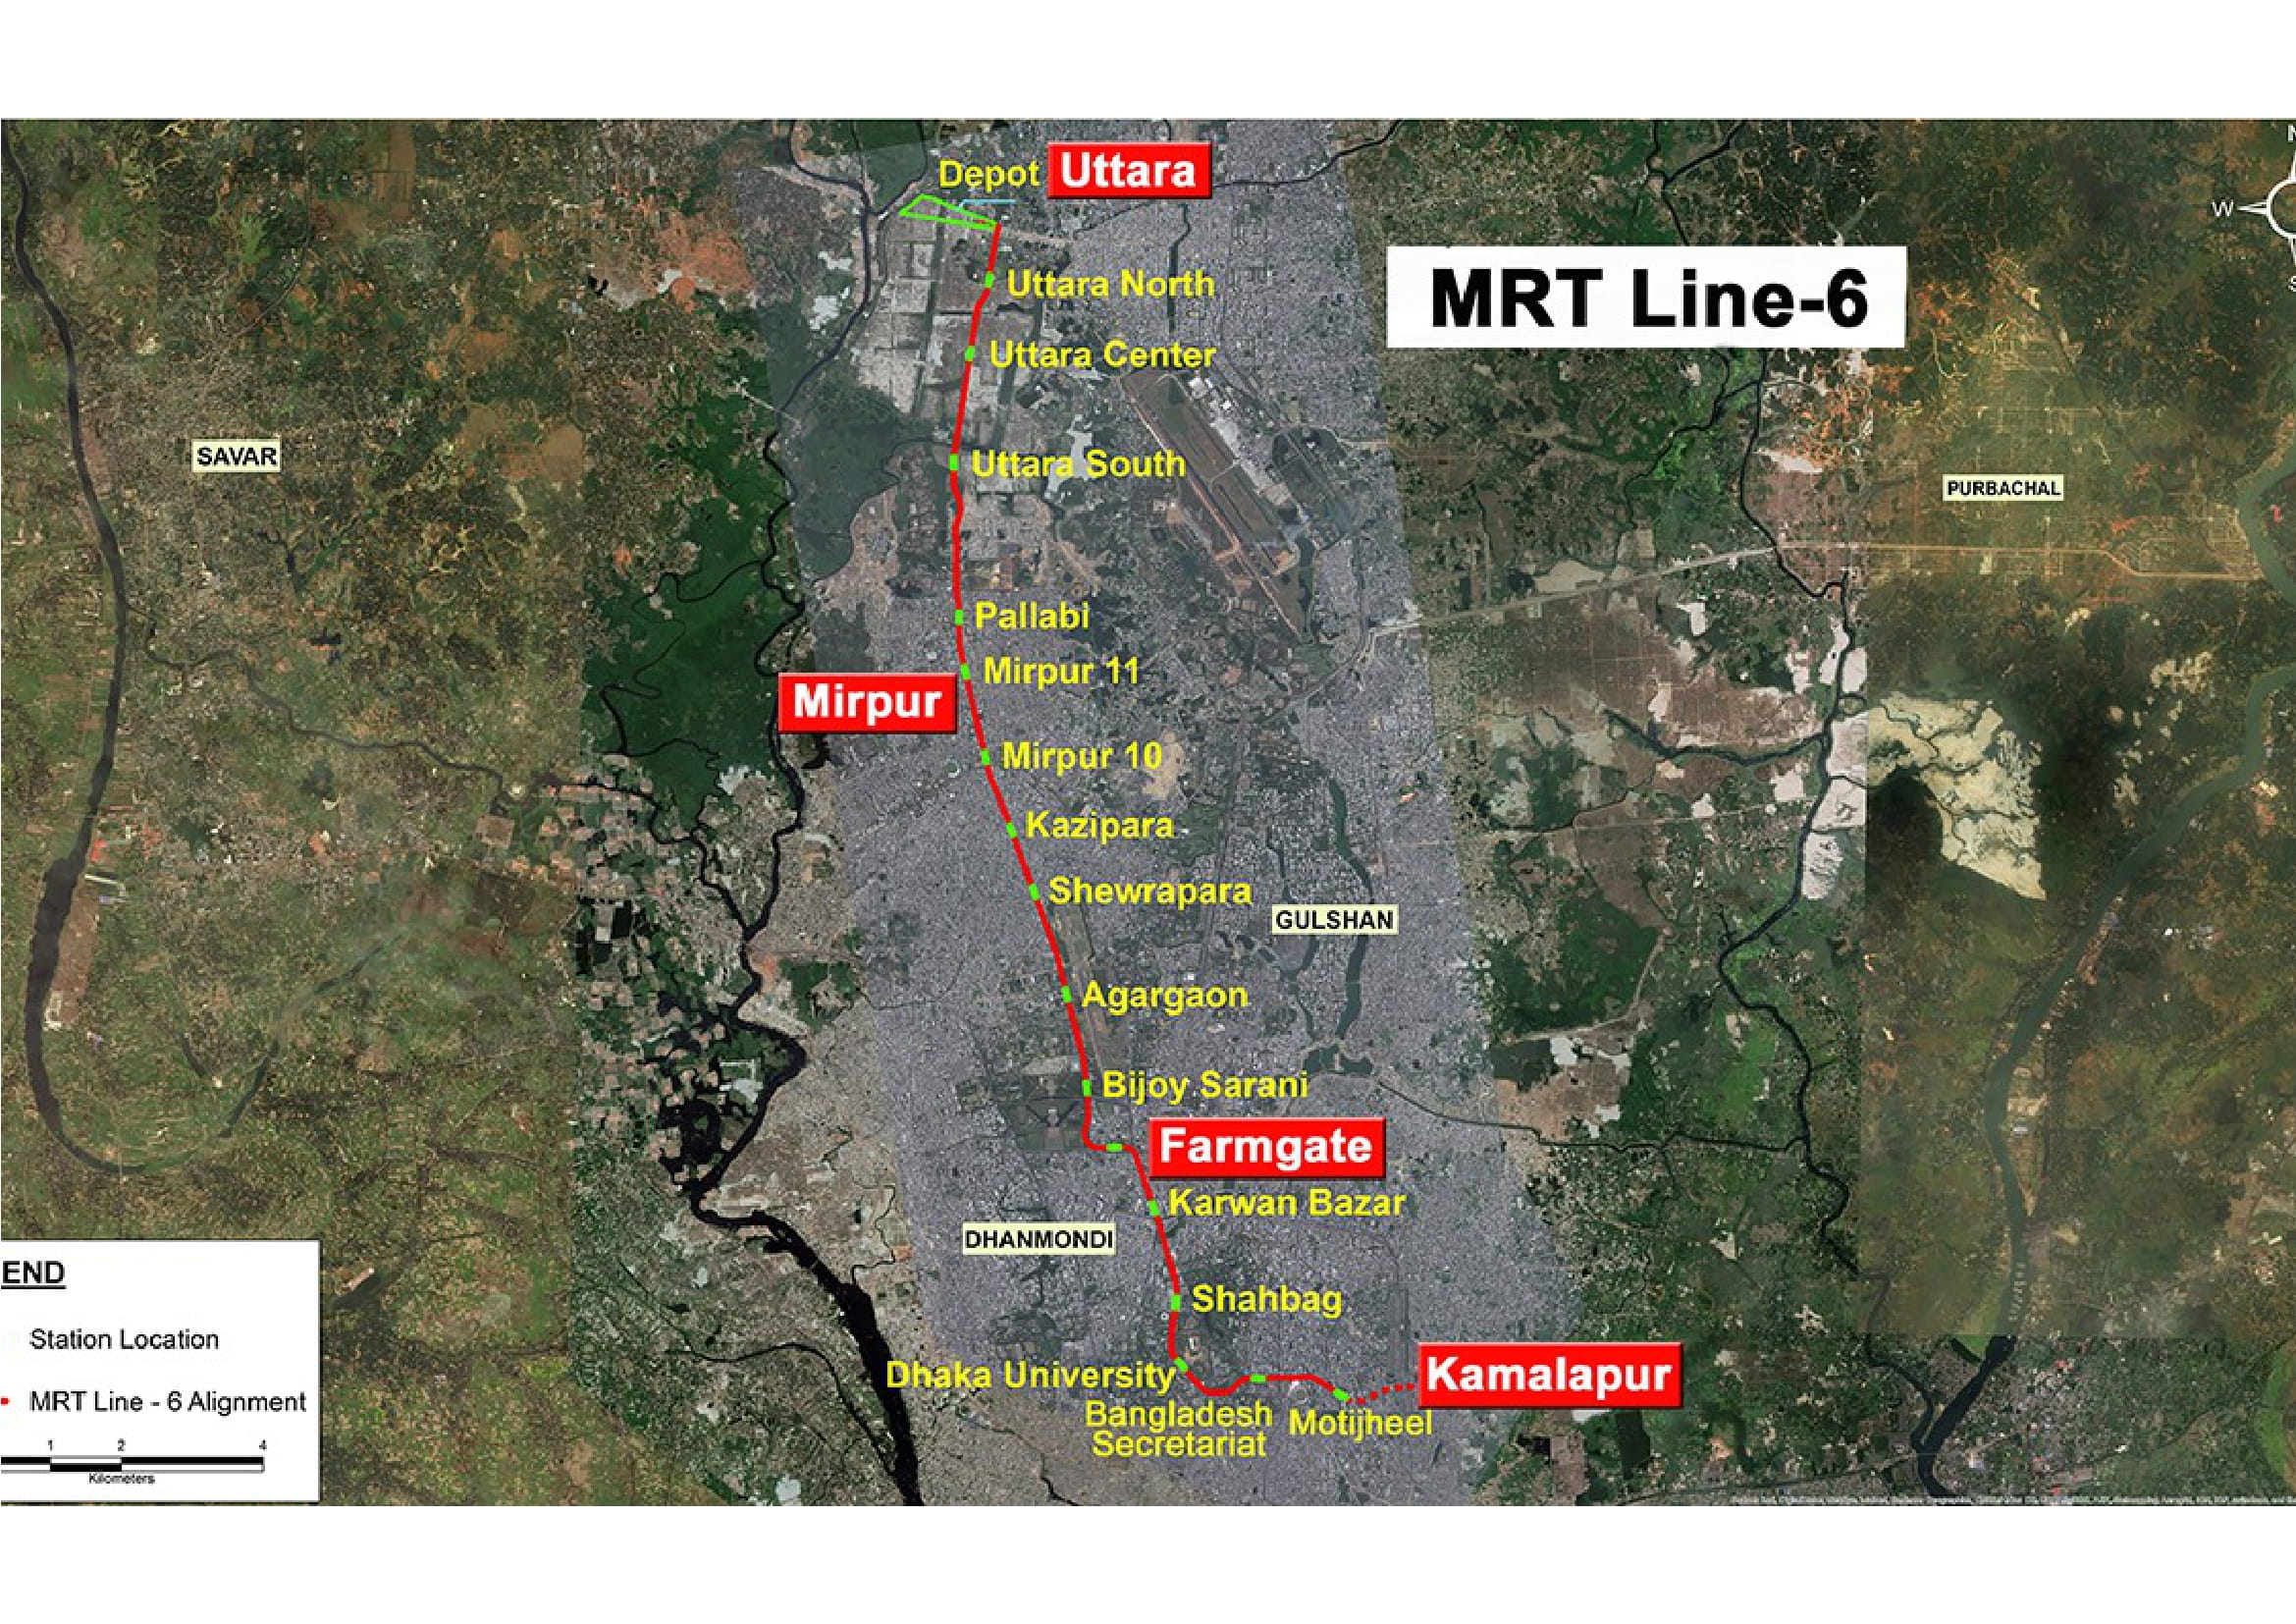 N
Depot Uttara
W
Uttara North
MRT Line-6
Uttara Center
SAVAR
Uttara South
PURBACHAL
Pallabi
Mirpur 11
Mirpur
Mirpur 10
Kazipara
Shewrapara
GULSHAN
Agargaon
Bijoy Sarani
Farmgate
Karwan Bazar
DHANMONDI
END
Shahbag
Station Location
Dhaka University
Kamalapur
MRT Line - 6 Alignment
Bangladesh
Secretariat
Motijheel
1 2 4
Kilometers